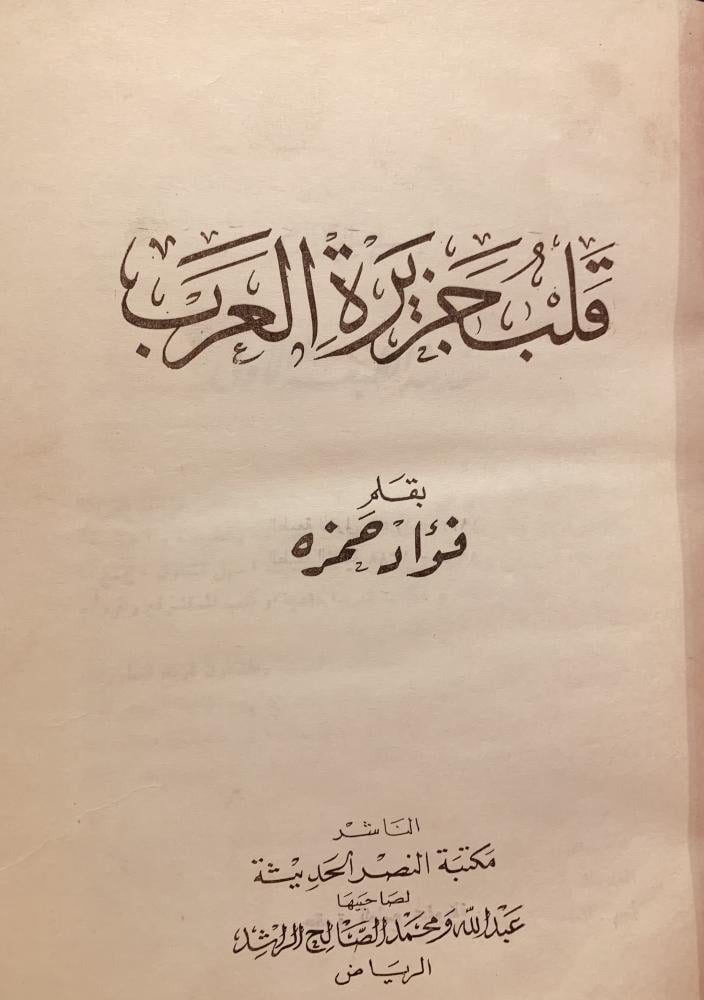 قلب جزيرة العرب
بقلم
فؤاد حمزه
الناشر
مكتبة النصر الحديثة
لصاحبيها
عبدالله ومحمد الصالح الراشد
الرياض